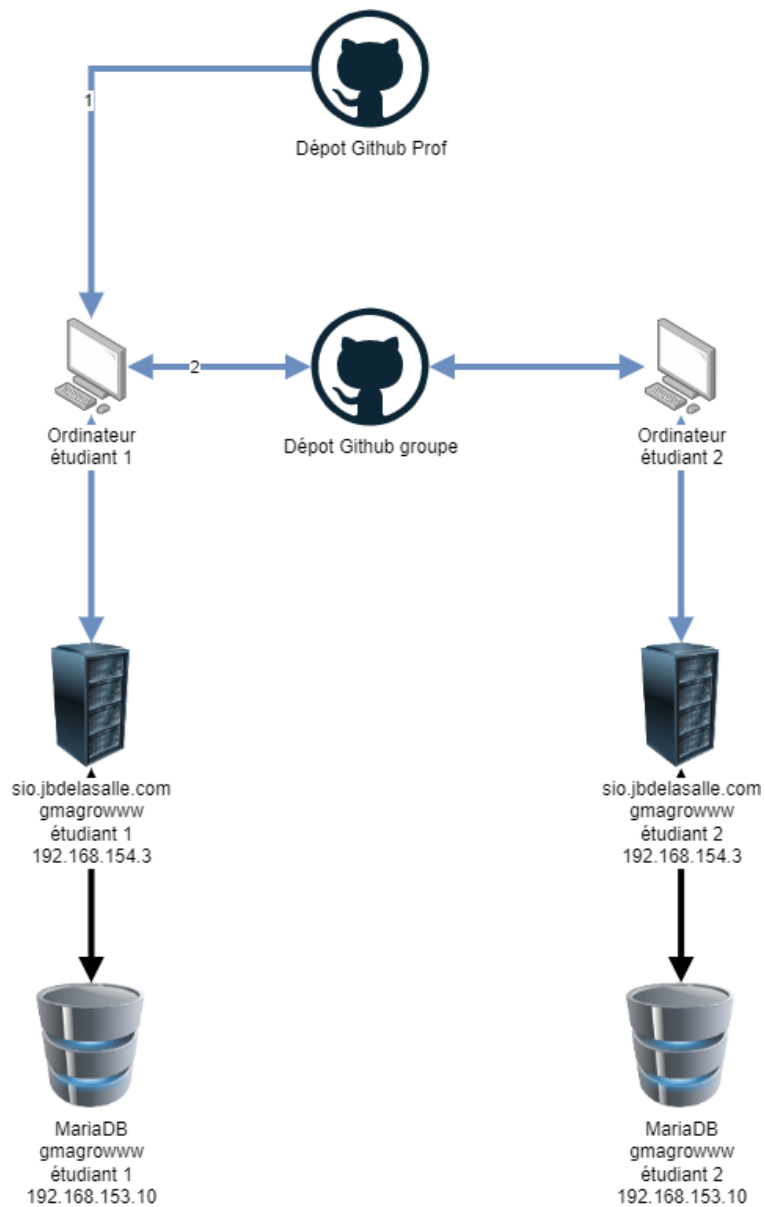 1
Dépot Github Prof
2
Ordinateur
étudiant 1
Dépot Github groupe
Ordinateur
étudiant 2
sio.jbdelasalle.com
gmagrowww
étudiant 1
192.168.154.3
sio.jbdelasalle.com
gmagrowww
étudiant 2
192.168.154.3
MariaDB
gmagrowww
étudiant 1
192.168.153.10
MariaDB
gmagrowww
étudiant 2
192.168.153.10